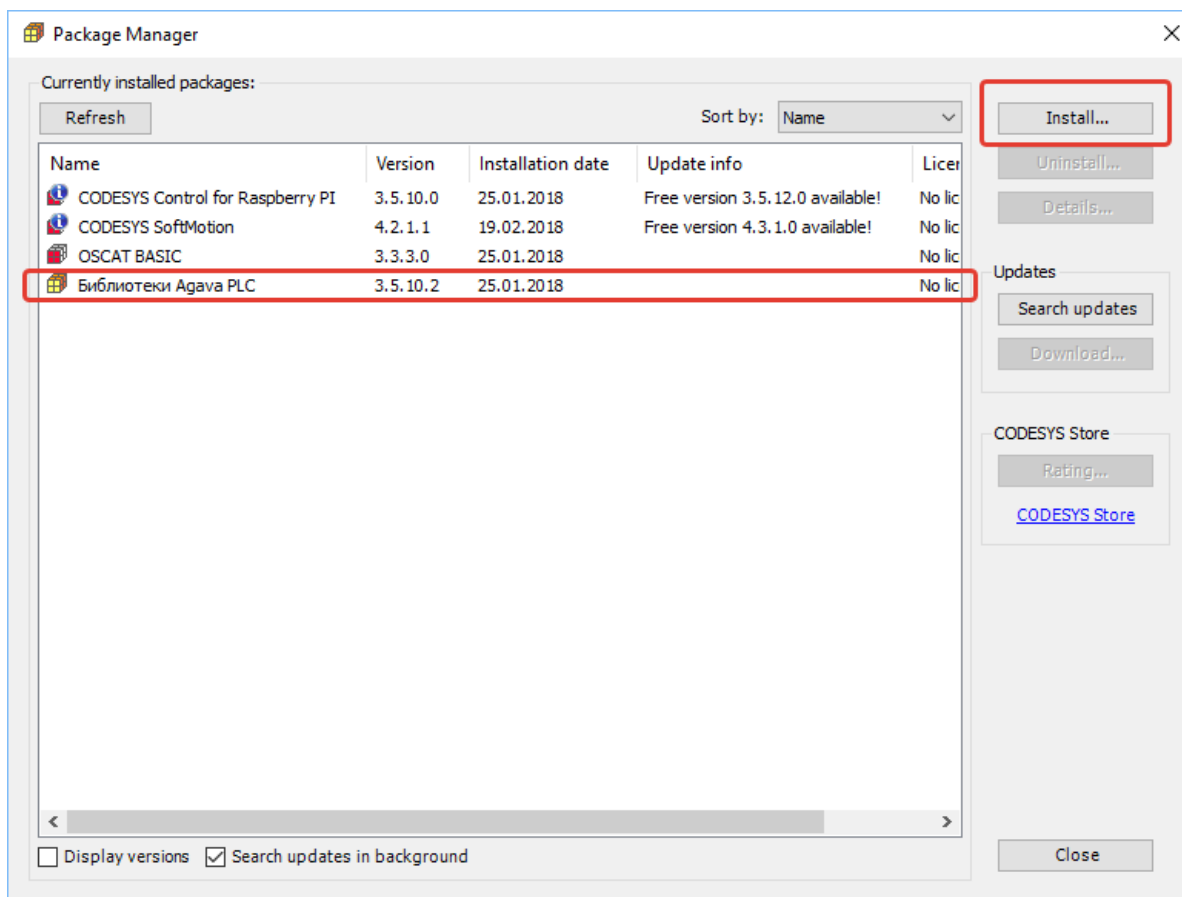 Package Manager
Currently installed packages:
Refresh Sort by: Name Install...
Name Version Installation date Update info Licer
Uninstall...
CODESYS Control for Raspberry PI 3.5.10.0 25.01.2018 Free version 3.5.12.0 available! No lic
Details...
CODESYS SoftMotion 4.2.1.1 19.02.2018 Free version 4.3.1.0 available! No lic
OSCAT BASIC 3.3.3.0 25.01.2018 No lic
Updates
Библиотеки Agava PLC 3.5.10.2 25.01.2018 No lic
Search updates
Download...
CODESYS Store
Rating...
CODESYS Store
Display versions Search updates in background
Close